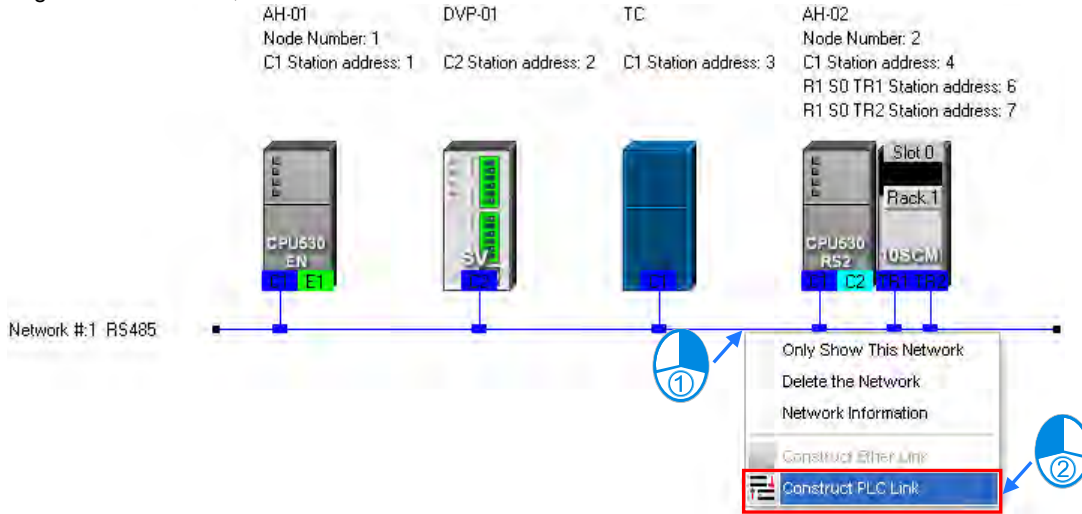 AH-01 DVP-01 TC AH-02
Node Number: 1 Node Number: 2
C1 Station address: 1 C2 Station address: 2 C1 Station address: 3 C1 Station address: 4
R1 S0 TR1 Station address: 6
R1 S0 TR2 Station address: 7
Slot 0
Rack 1
CPU530 CPU530 10SCM
EN SV RS2
C1 E1 C2 C1 C1 C2 TR1 TR2
Network #:1 RS485
Only Show This Network
① Delete the Network
Network Information
Construct Ether Link
②
Construct PLC Link